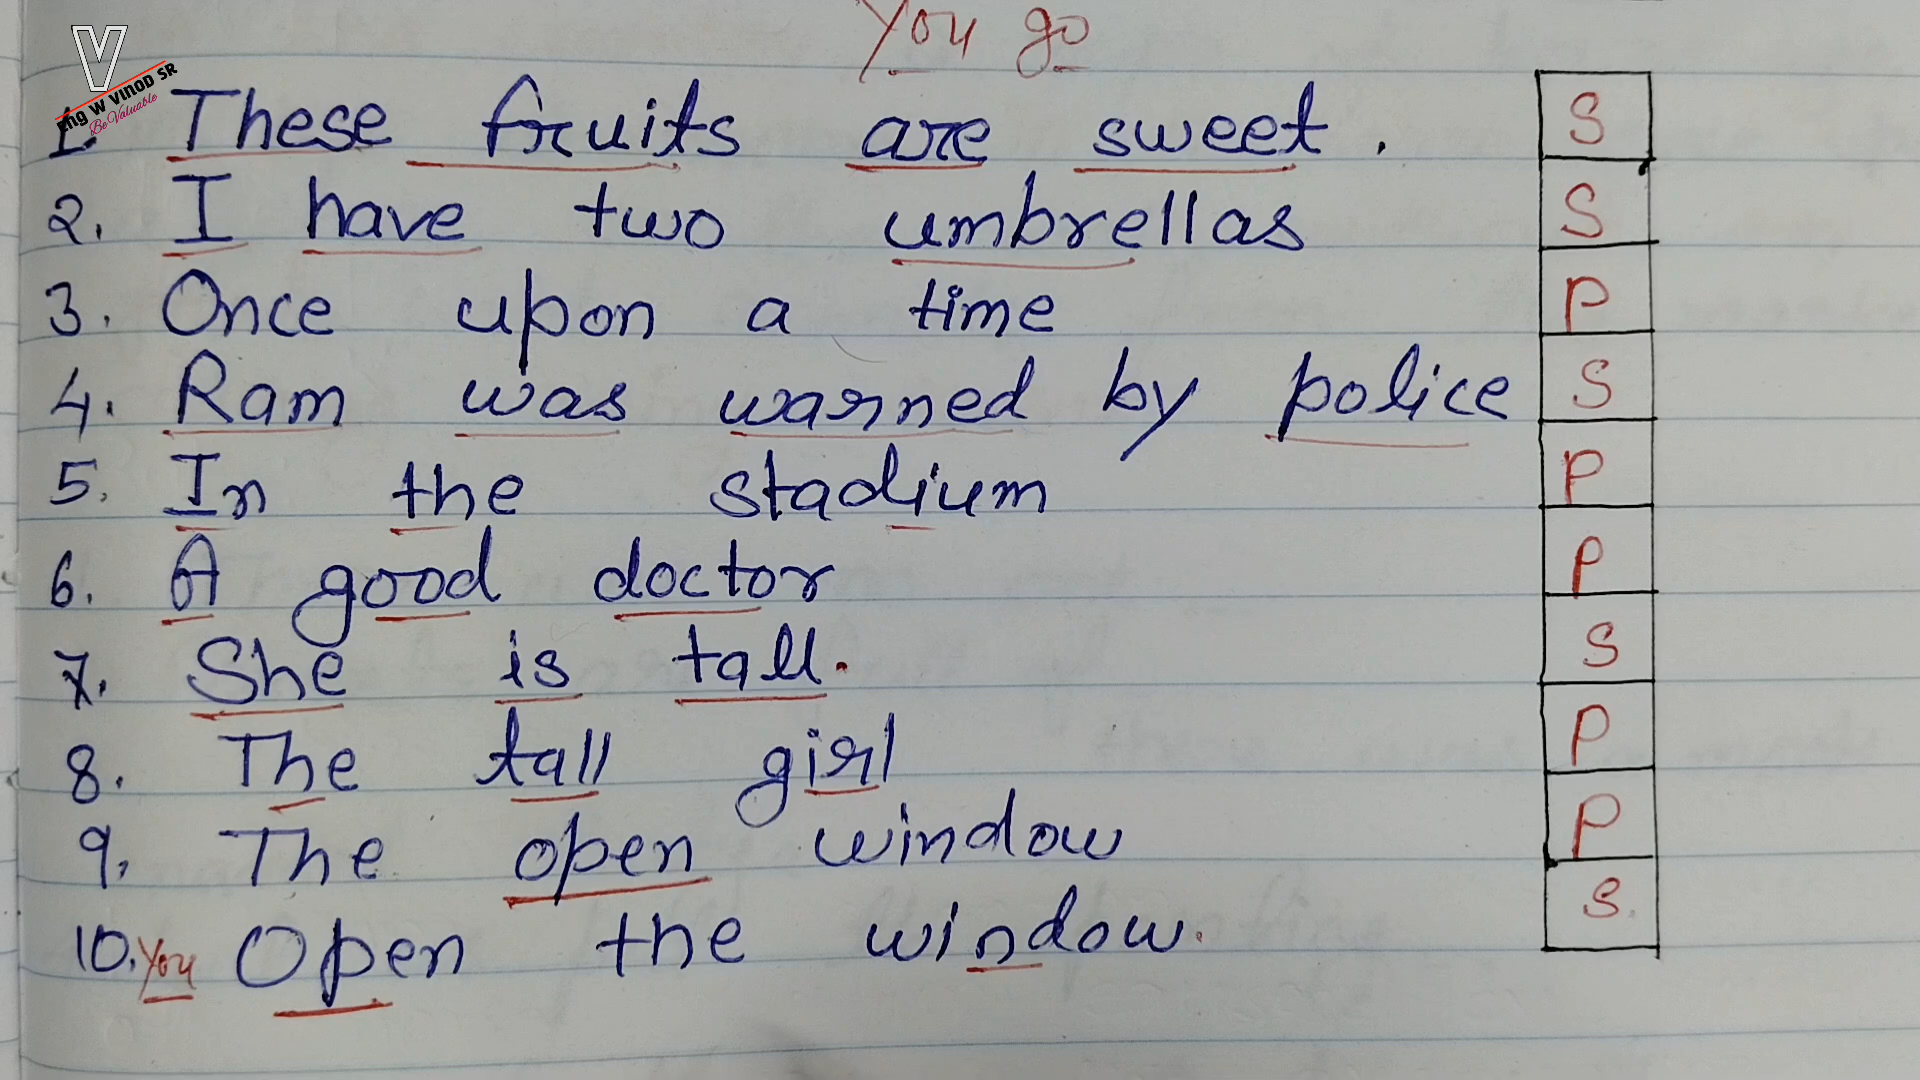 You go
V
Eng W VINOD SR
Be Valuable
1. These fruits are sweet. S
2. I have two umbrellas S
3. Once upon a time P
4. Ram was warned by police S
5. In the stadium P
6. A good doctor P
7. She is tall. S
8. The tall girl P
9. The open window P
10. You Open the window. S.